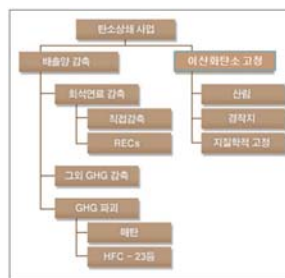 탄소상쇄 사업
배출양 감축
이산화탄소 고정
화석연료 감축
산림
직접감축
경작지
RECs
지질학적 고정
그외 GHG 감축
GHG 파괴
매탄
HFC - 23등